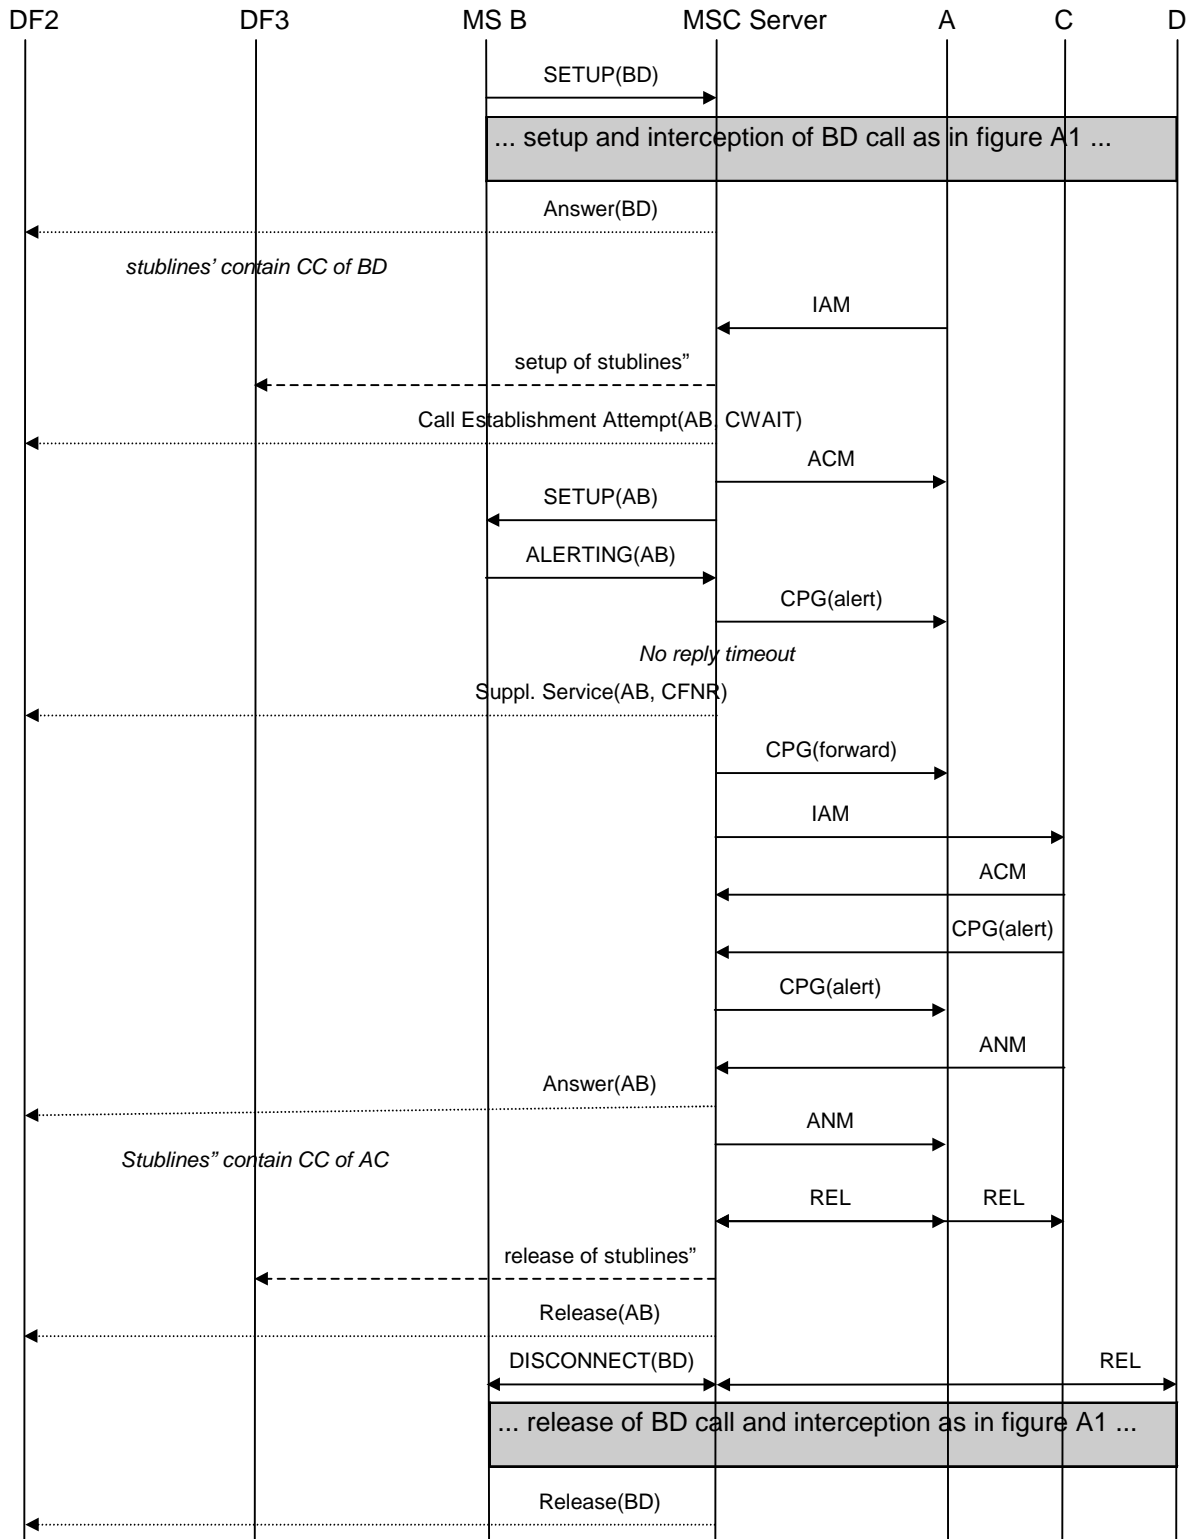 DF2 DF3 MS B MSC Server A C D
SETUP(BD)
... setup and interception of BD call as in figure A1 ...
Answer(BD)
stublines’ contain CC of BD
IAM
setup of stublines”
Call Establishment Attempt(AB, CWAIT)
ACM
SETUP(AB)
ALERTING(AB)
CPG(alert)
No reply timeout
Suppl. Service(AB, CFNR)
CPG(forward)
IAM
ACM
CPG(alert)
CPG(alert)
ANM
Answer(AB)
ANM
Stublines” contain CC of AC
REL REL
release of stublines”
Release(AB)
DISCONNECT(BD) REL
... release of BD call and interception as in figure A1 ...
Release(BD)